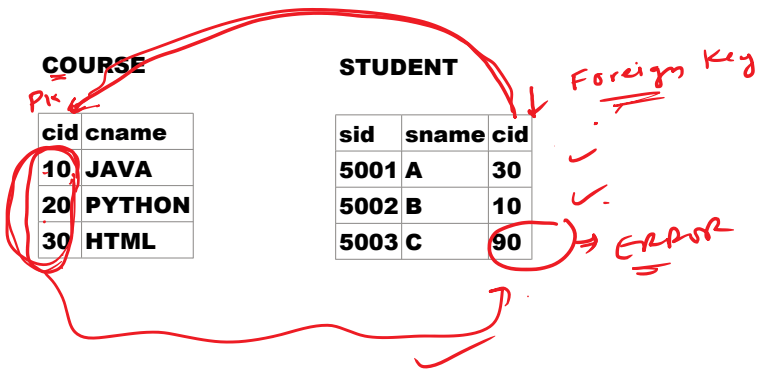 COURSE
PK
cid cname
10 JAVA
20 PYTHON
30 HTML
STUDENT
Foreign Key
sid sname cid
5001 A 30
5002 B 10
5003 C 90
ERROR